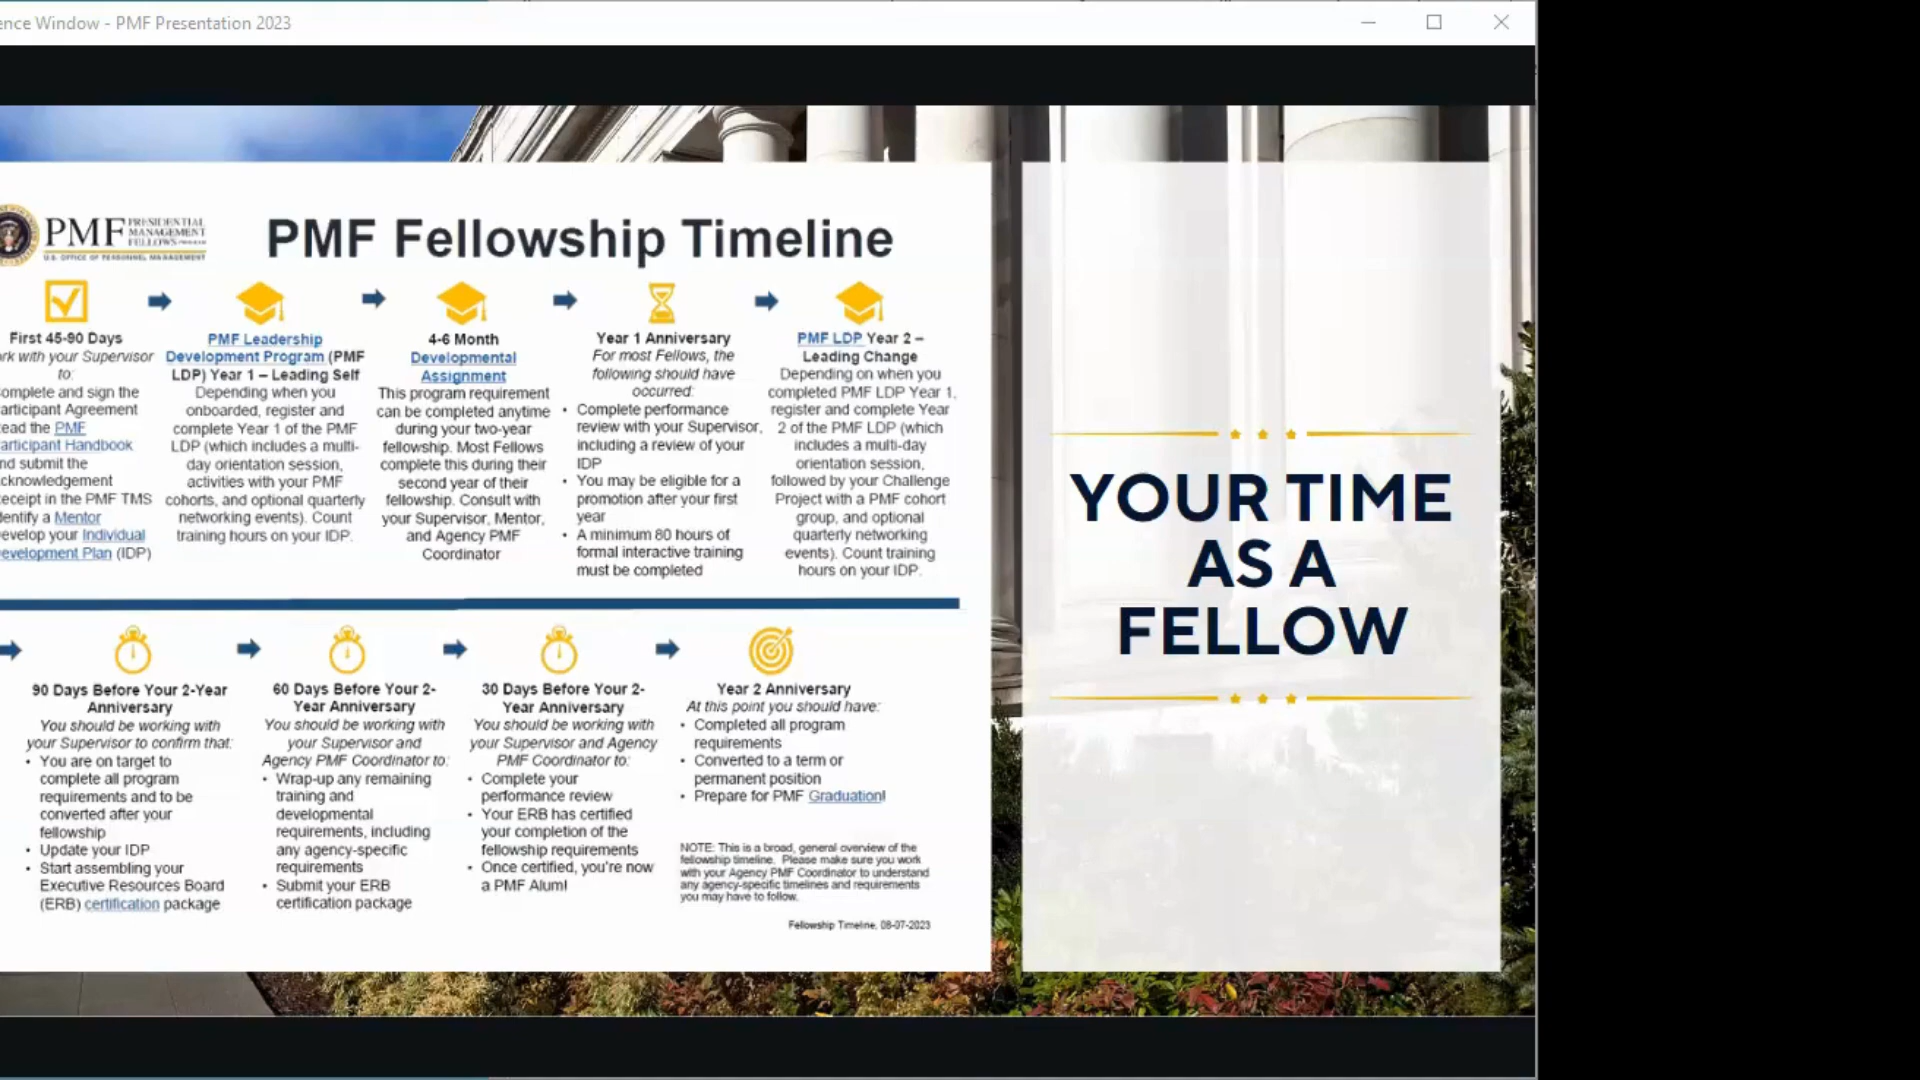 ence Window - PMF Presentation 2023
PMF PRESIDENTIAL
MANAGEMENT
FELLOWS PROGRAM
U.S. OFFICE OF PERSONNEL MANAGEMENT
PMF Fellowship Timeline
First 45-90 Days
rk with your Supervisor
to:
omplete and sign the
articipant Agreement
ead the PMF
articipant Handbook
nd submit the
cknowledgement
eceipt in the PMF TMS
dentify a Mentor
evelop your Individual
evelopment Plan (IDP)
PMF Leadership
Development Program (PMF
LDP) Year 1 – Leading Self
Depending when you
onboarded, register and
complete Year 1 of the PMF
LDP (which includes a multi-
day orientation session,
activities with your PMF
cohorts, and optional quarterly
networking events). Count
training hours on your IDP.
4-6 Month
Developmental
Assignment
This program requirement
can be completed anytime
during your two-year
fellowship. Most Fellows
complete this during their
second year of their
fellowship. Consult with
your Supervisor, Mentor,
and Agency PMF
Coordinator
Year 1 Anniversary
For most Fellows, the
following should have
occurred:
• Complete performance
review with your Supervisor,
including a review of your
IDP
• You may be eligible for a
promotion after your first
year
• A minimum 80 hours of
formal interactive training
must be completed
PMF LDP Year 2 –
Leading Change
Depending on when you
completed PMF LDP Year 1,
register and complete Year
2 of the PMF LDP (which
includes a multi-day
orientation session,
followed by your Challenge
Project with a PMF cohort
group, and optional
quarterly networking
events). Count training
hours on your IDP.
90 Days Before Your 2-Year
Anniversary
You should be working with
your Supervisor to confirm that:
• You are on target to
complete all program
requirements and to be
converted after your
fellowship
• Update your IDP
• Start assembling your
Executive Resources Board
(ERB) certification package
60 Days Before Your 2-
Year Anniversary
You should be working with
your Supervisor and
Agency PMF Coordinator to:
• Wrap-up any remaining
training and
developmental
requirements, including
any agency-specific
requirements
• Submit your ERB
certification package
30 Days Before Your 2-
Year Anniversary
You should be working with
your Supervisor and Agency
PMF Coordinator to:
• Complete your
performance review
• Your ERB has certified
your completion of the
fellowship requirements
• Once certified, you're now
a PMF Alum!
Year 2 Anniversary
At this point you should have:
• Completed all program
requirements
• Converted to a term or
permanent position
• Prepare for PMF Graduation!
NOTE: This is a broad, general overview of the
fellowship timeline. Please make sure you work
with your Agency PMF Coordinator to understand
any agency-specific timelines and requirements
you may have to follow.
Fellowship Timeline, 08-07-2023
YOUR TIME
AS A
FELLOW